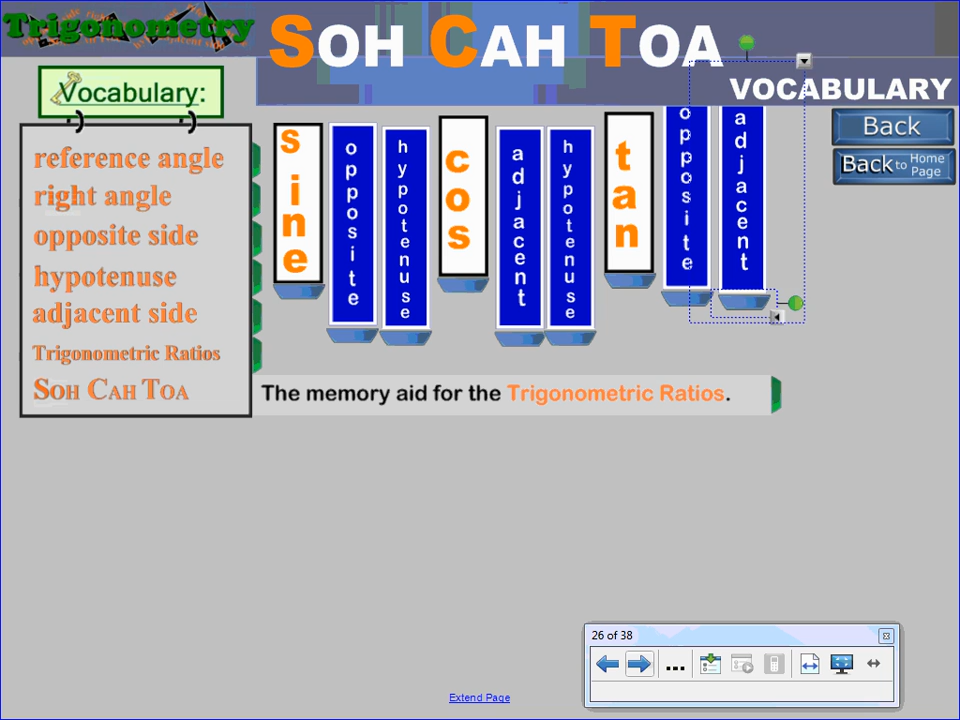 Trigonometry
SOH CAH TOA
VOCABULARY
Vocabulary:
reference angle
right angle
opposite side
hypotenuse
adjacent side
Trigonometric Ratios
SOH CAH TOA
sine
opposite
hypotenuse
cos
adjacent
hypotenuse
tan
opposite
adjacent
Back
Back to Home Page
The memory aid for the Trigonometric Ratios.
26 of 38
...
Extend Page